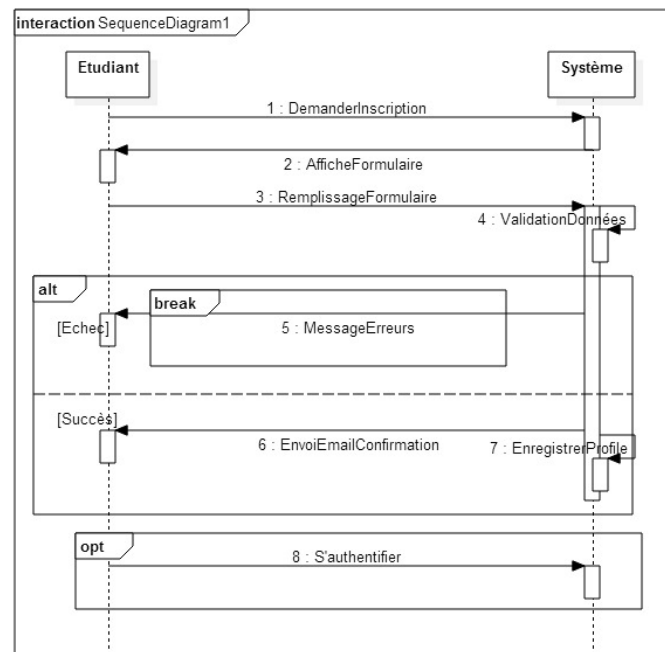 interaction SequenceDiagram1
Etudiant
Système
1 : DemanderInscription
2 : AfficheFormulaire
3 : RemplissageFormulaire
4 : ValidationDonnées
alt
break
[Echec]
5 : MessageErreurs
[Succès]
6 : EnvoiEmailConfirmation
7 : EnregistrerProfile
opt
8 : S'authentifier